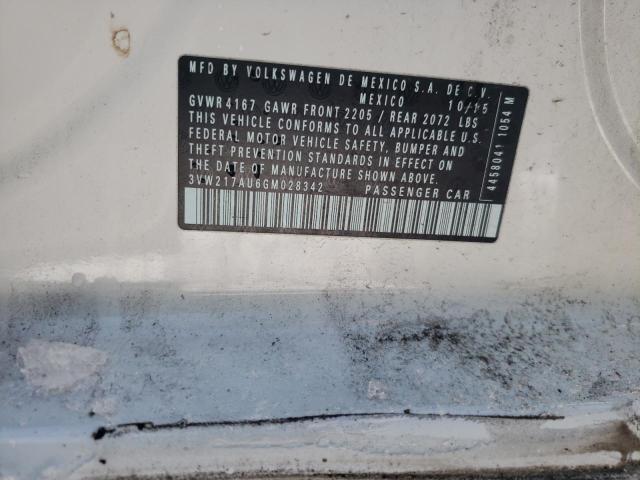 MFD BY VOLKSWAGEN DE MEXICO S.A. DE C.V.
MEXICO 10/15
GVWR 4167 GAWR FRONT 2205 / REAR 2072 LBS
THIS VEHICLE CONFORMS TO ALL APPLICABLE U.S.
FEDERAL MOTOR VEHICLE SAFETY, BUMPER AND
THEFT PREVENTION STANDARDS IN EFFECT ON
THE DATE OF MANUFACTURE SHOWN ABOVE.
3VW217AU6GM028342 PASSENGER CAR
44580411054 M